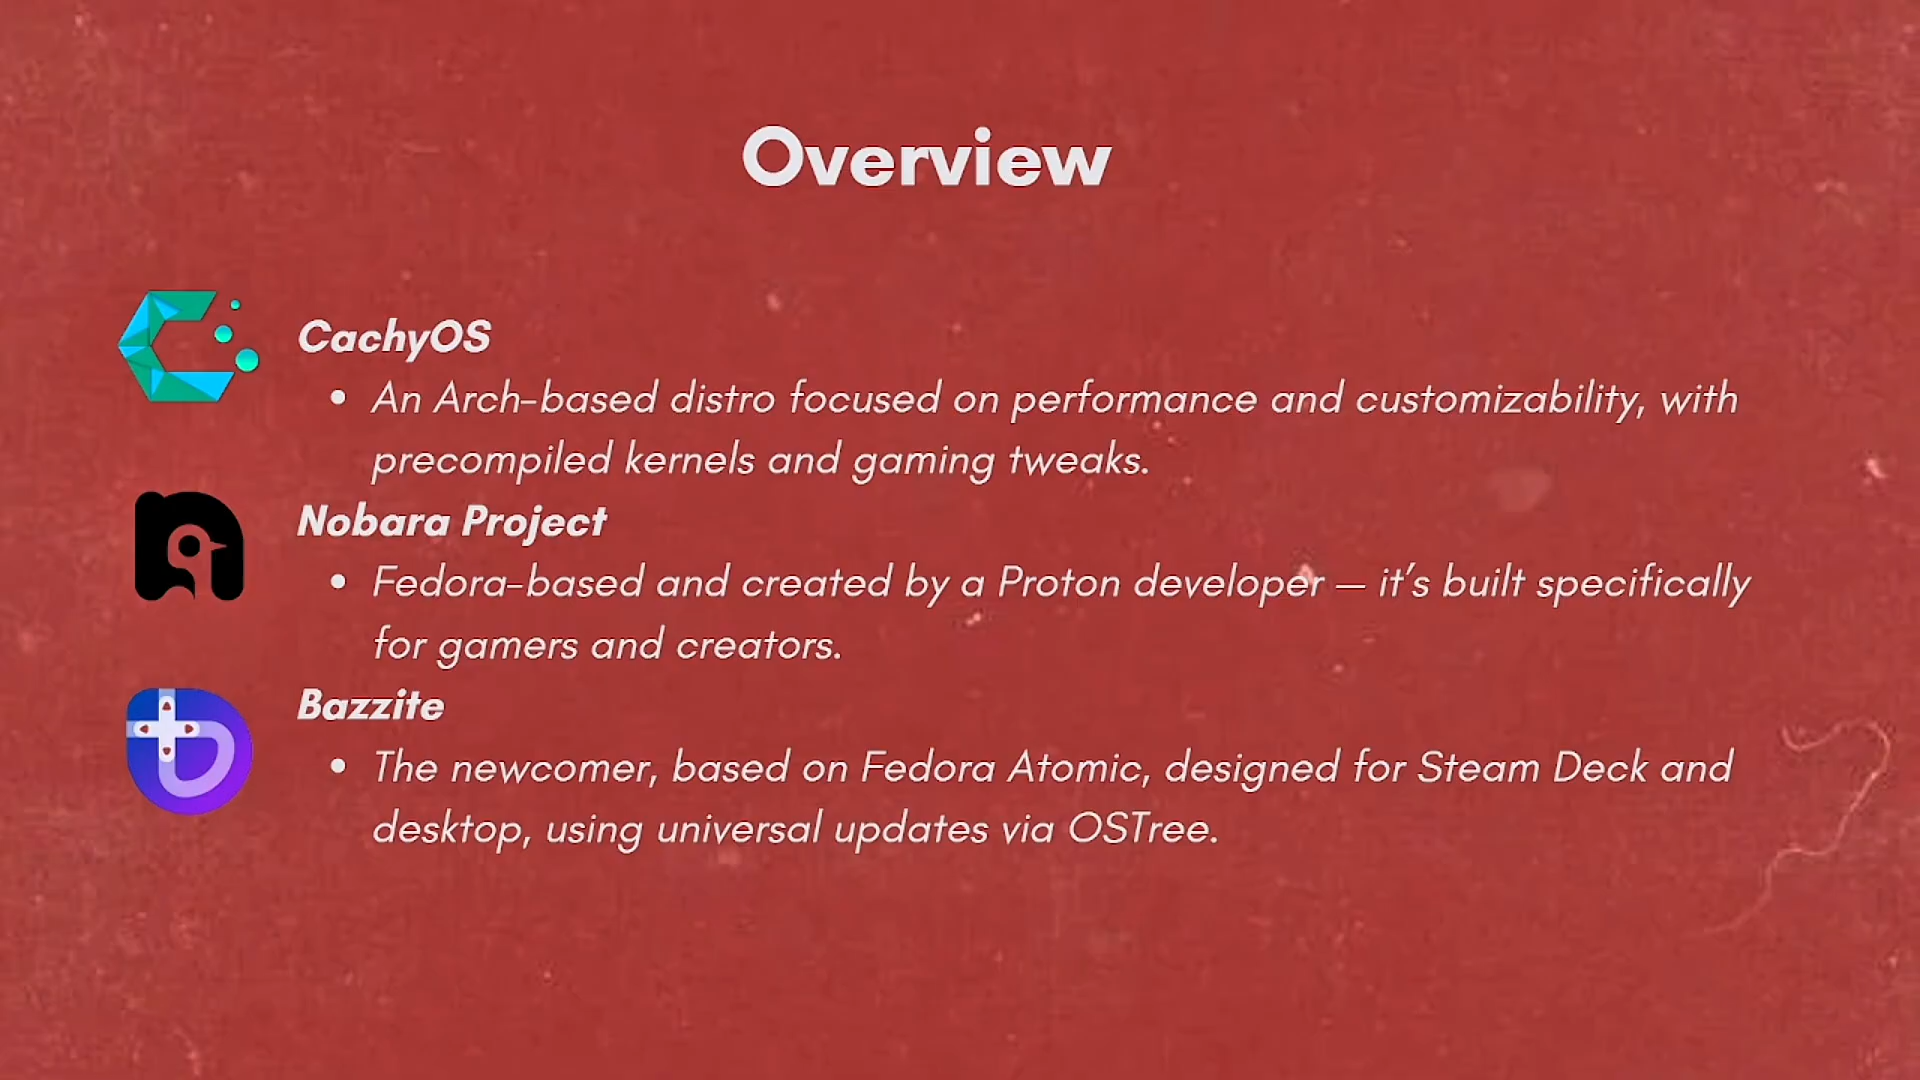 Overview
CachyOS
• An Arch-based distro focused on performance and customizability, with
precompiled kernels and gaming tweaks.
Nobara Project
• Fedora-based and created by a Proton developer — it’s built specifically
for gamers and creators.
Bazzite
• The newcomer, based on Fedora Atomic, designed for Steam Deck and
desktop, using universal updates via OSTree.